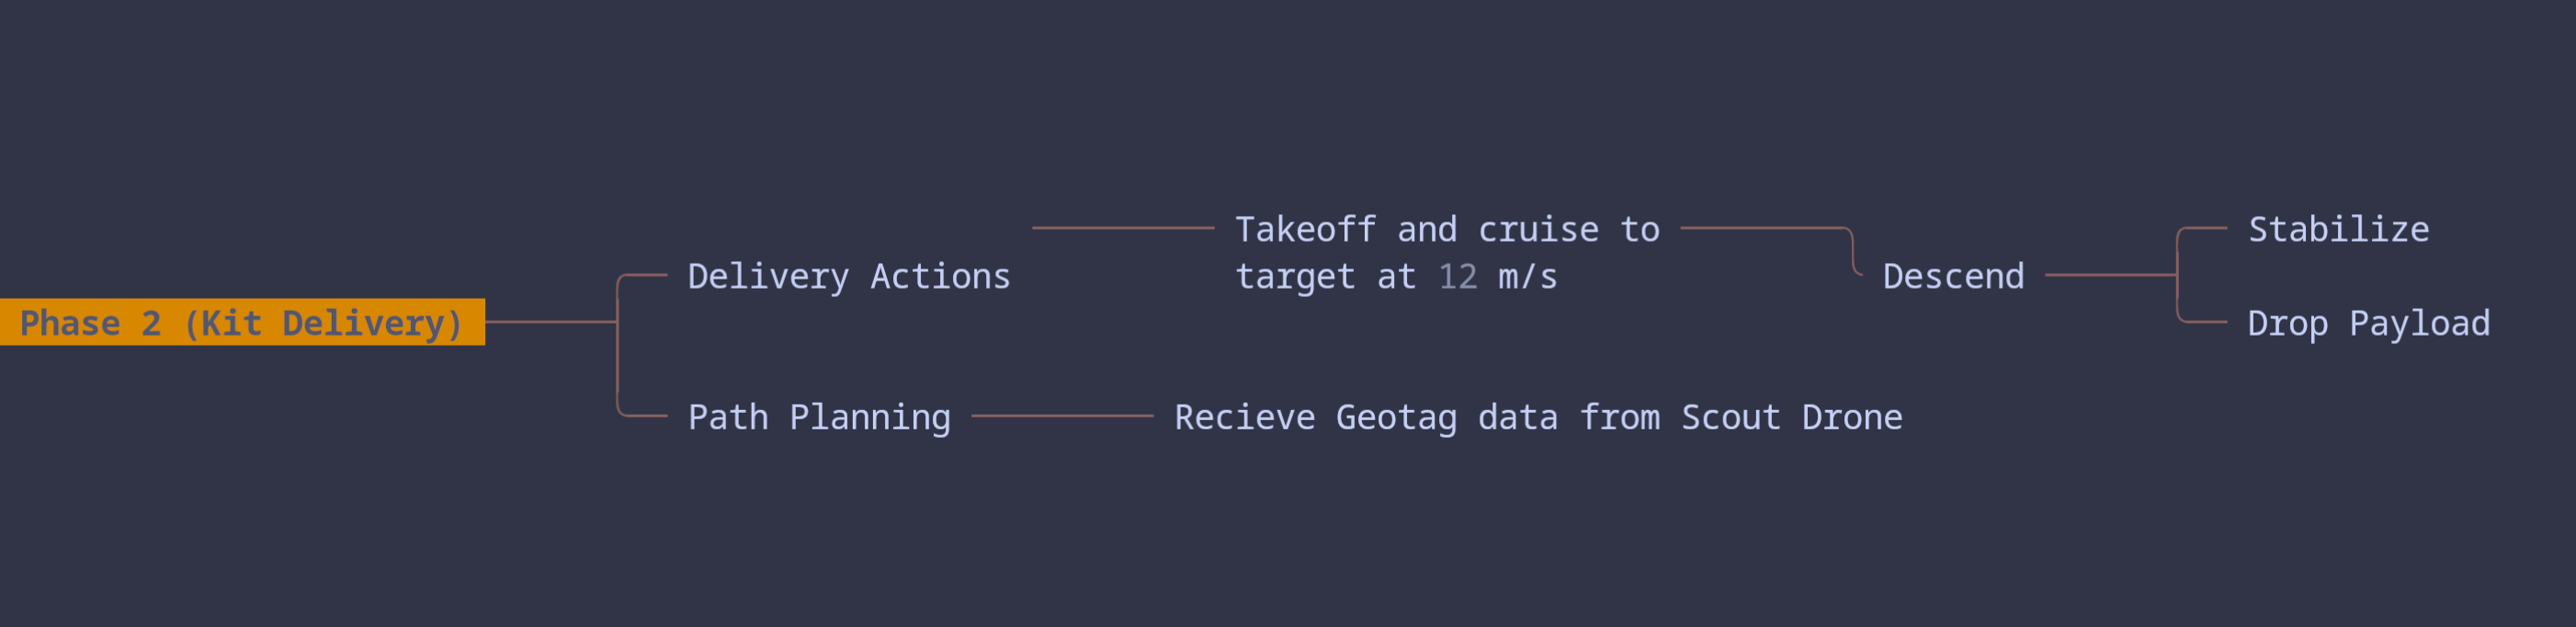 Phase 2 (Kit Delivery)
Delivery Actions
Takeoff and cruise to
target at 12 m/s
Descend
Stabilize
Drop Payload
Path Planning
Recieve Geotag data from Scout Drone